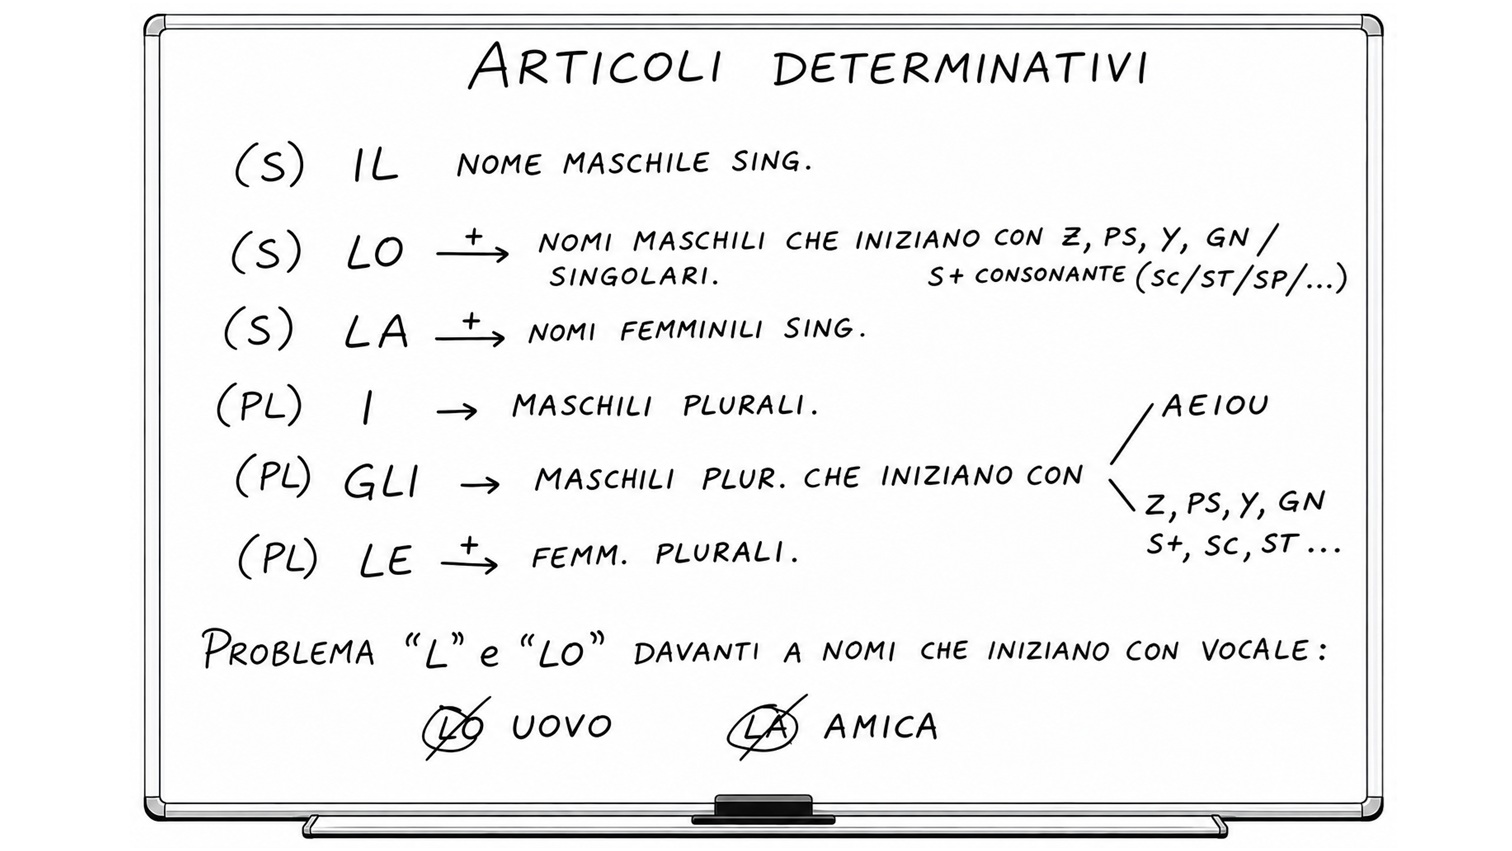 ARTICOLI DETERMINATIVI
(S) IL NOME MASCHILE SING.
(S) LO +→ NOMI MASCHILI CHE INIZIANO CON Z, PS, Y, GN /
SINGOLARI. S+ CONSONANTE (SC/ST/SP/...)
(S) LA +→ NOMI FEMMINILI SING.
(PL) I → MASCHILI PLURALI.
AEIOU
(PL) GLI → MASCHILI PLUR. CHE INIZIANO CON
Z, PS, Y, GN
S+, SC, ST ...
(PL) LE +→ FEMM. PLURALI.
PROBLEMA “L” e “LO” DAVANTI A NOMI CHE INIZIANO CON VOCALE:
LO UOVO LA AMICA